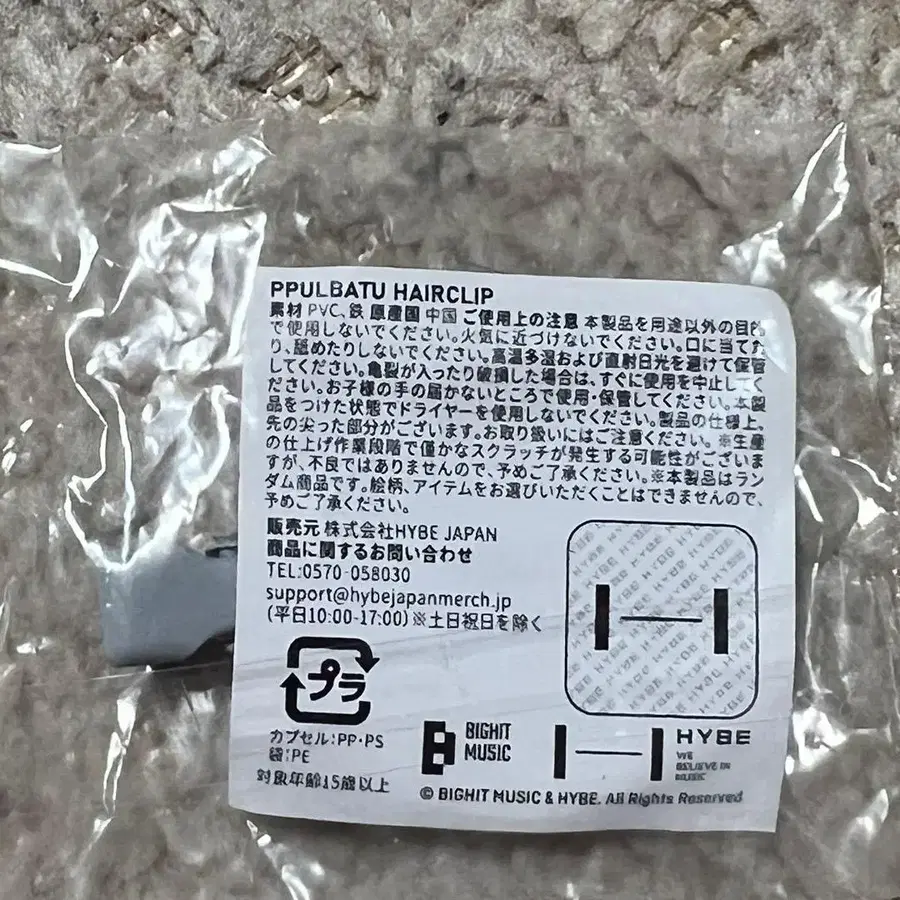 PPULBATU HAIRCLIP
素材 PVC、鉄 原産国 中国 ご使用上の注意 本製品を用途以外の目的
で使用しないでください。火気に近づけないでください。口に当てた
り、舐めたりしないでください。高温多湿および直射日光を避けて保管
してください。亀裂が入ったり破損した場合は、すぐに使用を中止してく
ださい。お子様の手の届かないところで使用・保管してください。本製
品をつけた状態でドライヤーを使用しないでください。製品の仕様上、
先の尖った部分がございます。お取り扱いにはご注意ください。※生産
の仕上げ作業段階で僅かなスクラッチが発生する可能性がございま
すが、不良ではありませんので、予めご了承ください。※本製品はラン
ダム商品です。絵柄、アイテムをお選びいただくことはできませんので、
予めご了承ください。
販売元 株式会社HYBE JAPAN
商品に関するお問い合わせ
TEL:0570-058030
support@hybejapanmerch.jp
(平日10:00-17:00)※土日祝日を除く
プラ
カプセル:PP・PS
袋:PE
対象年齢15歳以上
BIGHIT
MUSIC
HYBE
WE
BELIEVE IN
MUSIC
© BIGHIT MUSIC & HYBE. All Rights Reserved